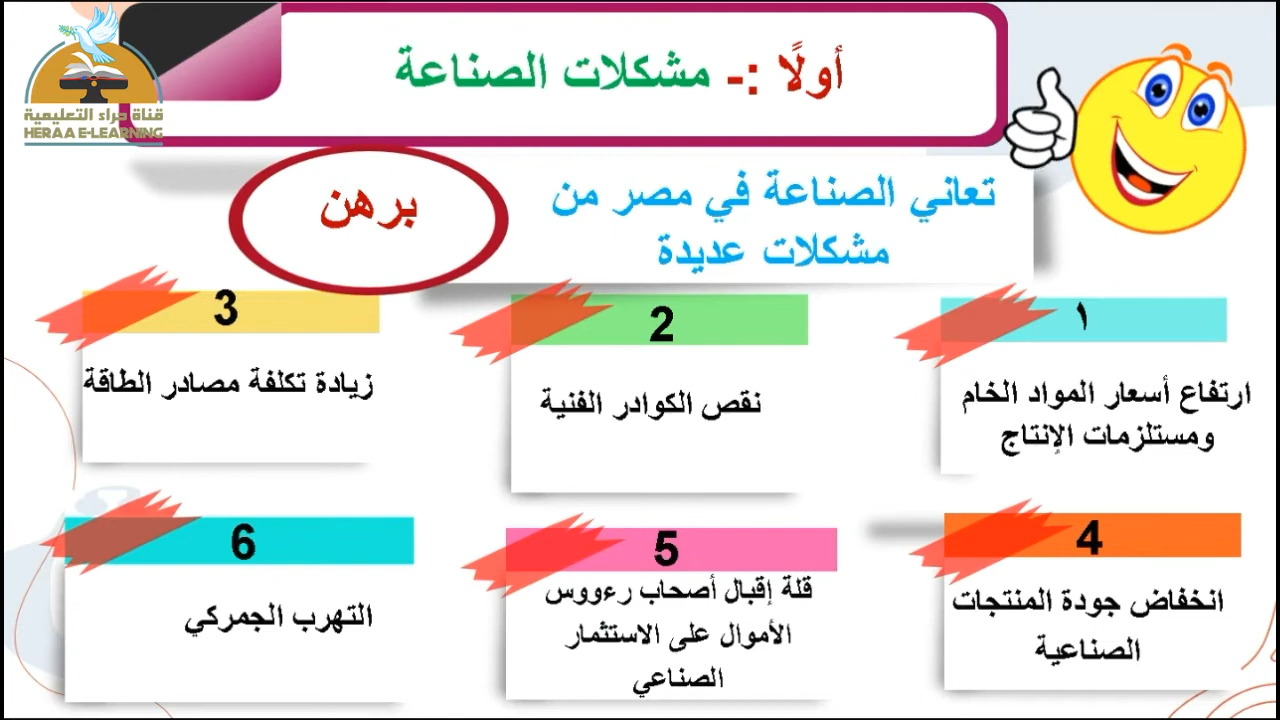 قناة حراء التعليمية
HERAA E-LEARNING
أولًا :- مشكلات الصناعة
تعاني الصناعة في مصر من
مشكلات عديدة
برهن
١
ارتفاع أسعار المواد الخام
ومستلزمات الإنتاج
2
نقص الكوادر الفنية
3
زيادة تكلفة مصادر الطاقة
4
انخفاض جودة المنتجات
الصناعية
5
قلة إقبال أصحاب رءووس
الأموال على الاستثمار
الصناعي
6
التهرب الجمركي